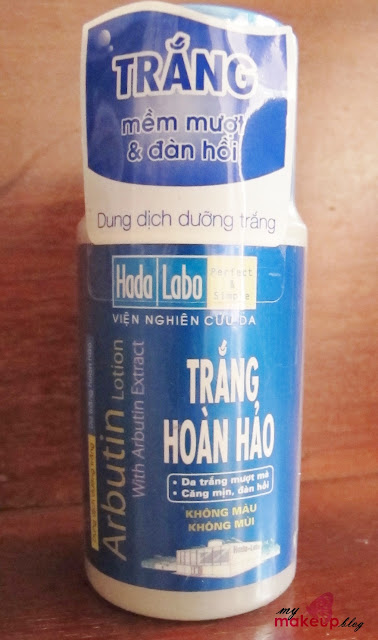 TRẮNG
mềm mượt
& đàn hồi
Dung dịch dưỡng trắng
Hada Labo
Perfect
&
Simple
VIỆN NGHIÊN CỨU DA
Arbutin Lotion
With Arbutin Extract
TRẮNG
HOÀN HẢO
• Da trắng mượt mà
• Căng mịn, đàn hồi
KHÔNG MÀU
KHÔNG MÙI
Hada-Labo
my
makeup blog